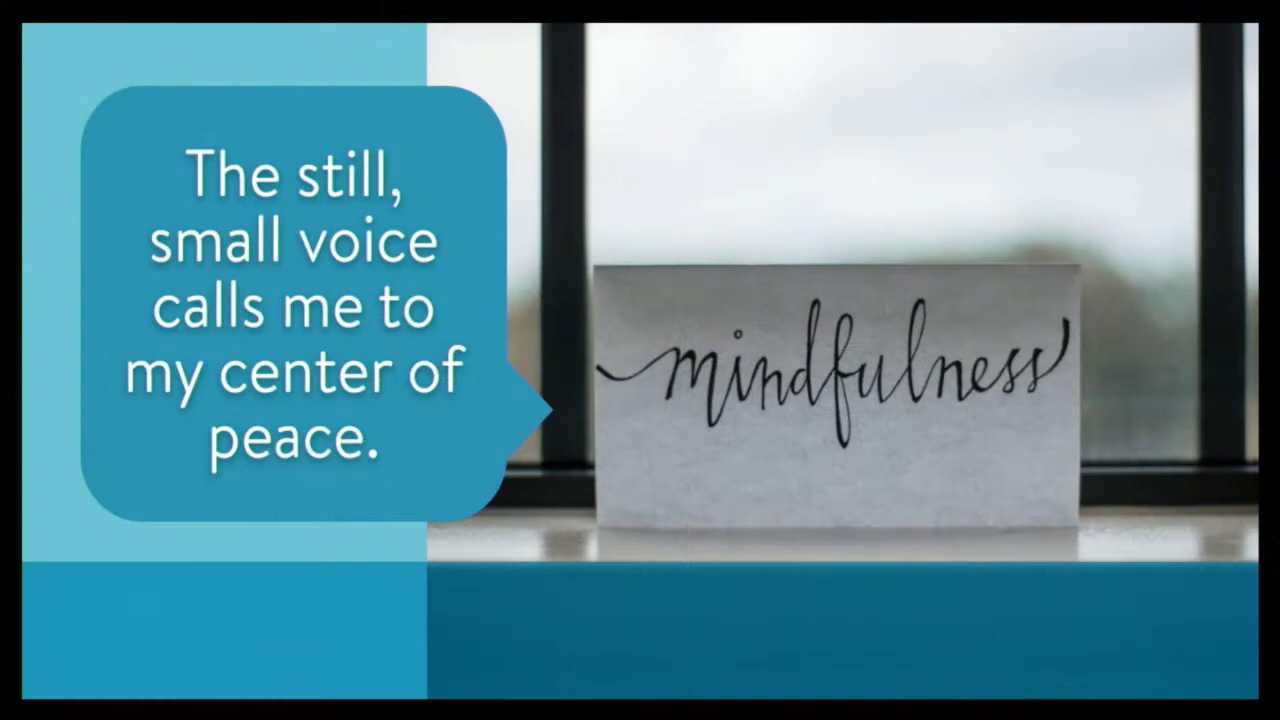 The still,
small voice
calls me to
my center of
peace.
mindfulness